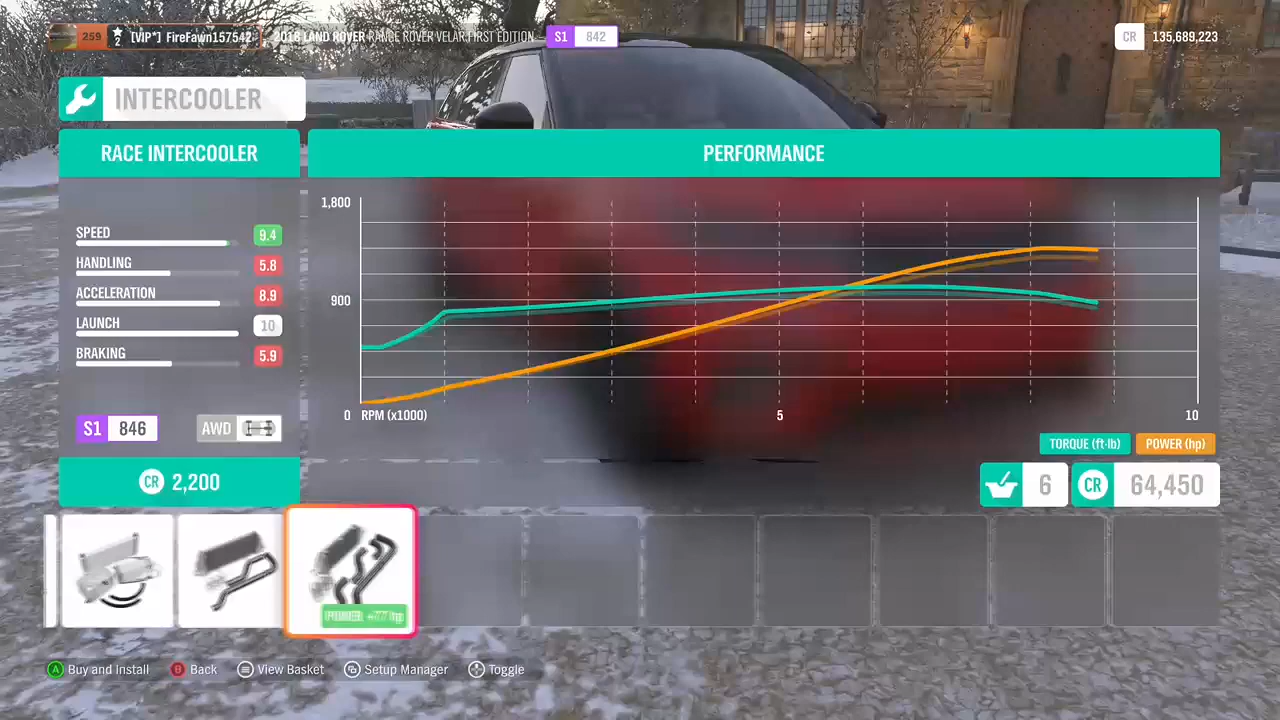 259 2 [VIP*] FireFawn157542 2018 LAND ROVER RANGE ROVER VELAR FIRST EDITION S1 842 CR 135,689,223
INTERCOOLER
RACE INTERCOOLER
PERFORMANCE
SPEED 9.4
HANDLING 5.8
ACCELERATION 8.9
LAUNCH 10
BRAKING 5.9
S1 846 AWD
CR 2,200
1,800
900
0 RPM (x1000) 5 10
TORQUE (ft-lb) POWER (hp)
6 CR 64,450
A Buy and Install B Back View Basket Setup Manager Toggle